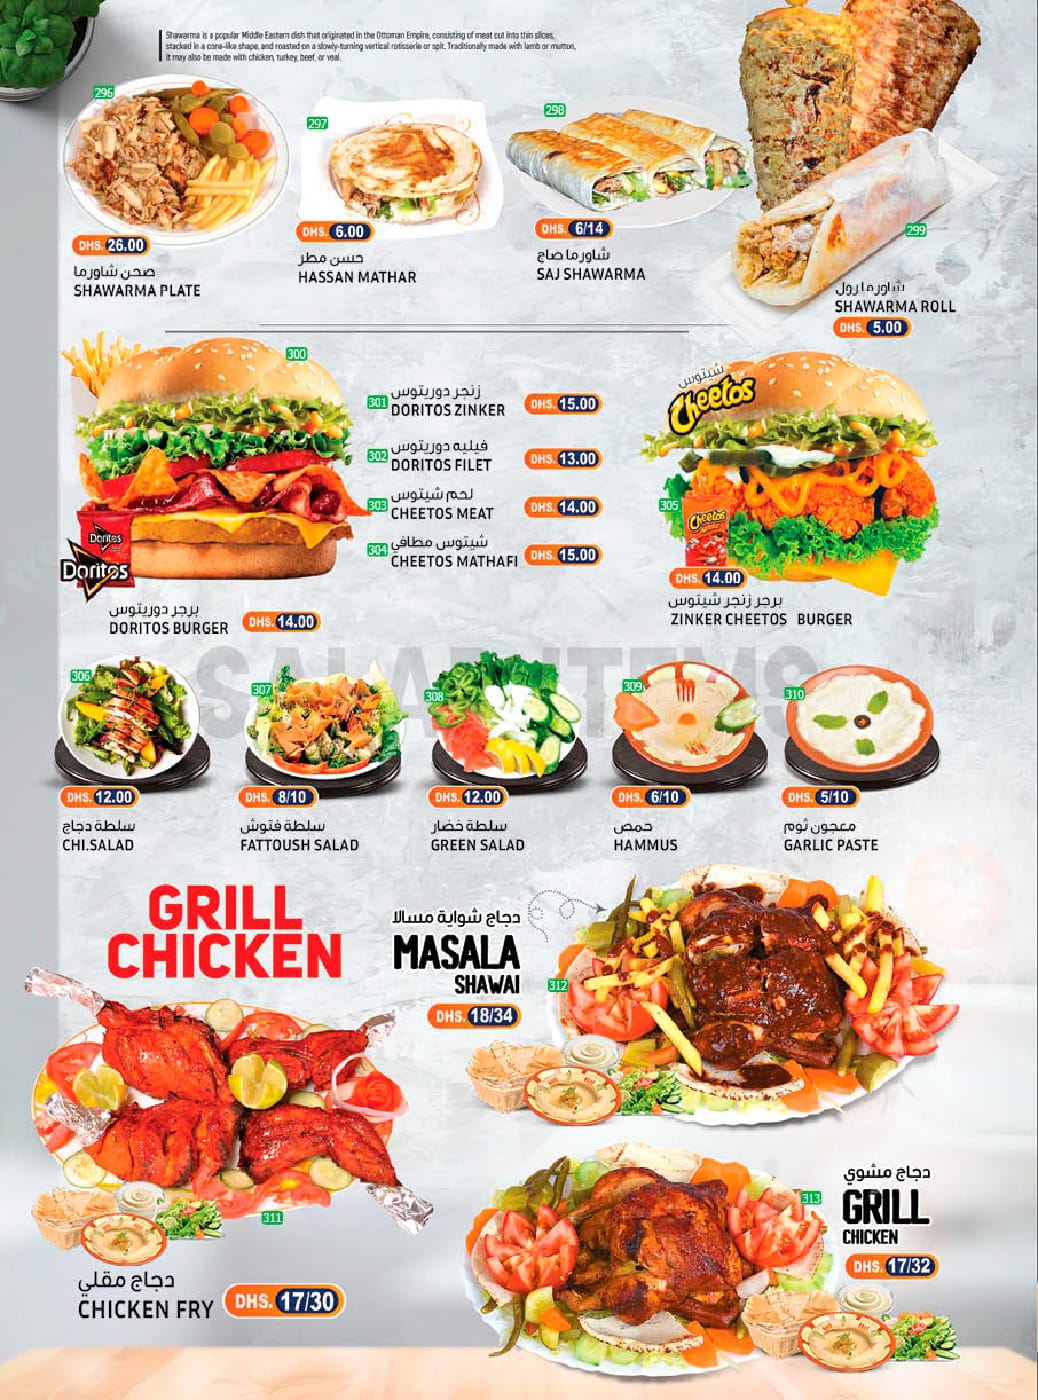 Shawarma is a popular Middle Eastern dish that originated in the Ottoman Empire, consisting of meat cut into thin slices,
stacked in a cone-like shape, and roasted on a slowly-turning vertical rotisserie or spit. Traditionally made with lamb or mutton,
it may also be made with chicken, turkey, beef, or veal.
296
DHS. 26.00
صحن شاورما
SHAWARMA PLATE
297
DHS. 6.00
حسن مطر
HASSAN MATHAR
298
DHS. 6/14
شاورما صاج
SAJ SHAWARMA
299
شاورما رول
SHAWARMA ROLL
DHS. 5.00
300
Doritos
Doritos
برجر دوريتوس
DORITOS BURGER
DHS. 14.00
301
زنجر دوريتوس
DORITOS ZINKER
DHS. 15.00
302
فيليه دوريتوس
DORITOS FILET
DHS. 13.00
303
لحم شيتوس
CHEETOS MEAT
DHS. 14.00
304
شيتوس مطافي
CHEETOS MATHAFI
DHS. 15.00
شيتوس
Cheetos
305
Cheetos
DHS. 14.00
برجر زنجر شيتوس
ZINKER CHEETOS BURGER
SALAD ITEMS
306
DHS. 12.00
سلطة دجاج
CHI.SALAD
307
DHS. 8/10
سلطة فتوش
FATTOUSH SALAD
308
DHS. 12.00
سلطة خضار
GREEN SALAD
309
DHS. 6/10
حمص
HAMMUS
310
DHS. 5/10
معجون ثوم
GARLIC PASTE
GRILL
CHICKEN
311
دجاج مقلي
CHICKEN FRY
DHS. 17/30
دجاج شواية مسالا
MASALA
SHAWAI
DHS. 18/34
312
313
دجاج مشوي
GRILL
CHICKEN
DHS. 17/32